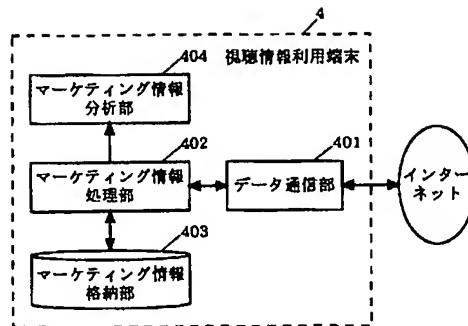 4
視聴情報利用端末
404
マーケティング情報
分析部
402
マーケティング情報
処理部
401
データ通信部
インター
ネット
403
マーケティング情報
格納部